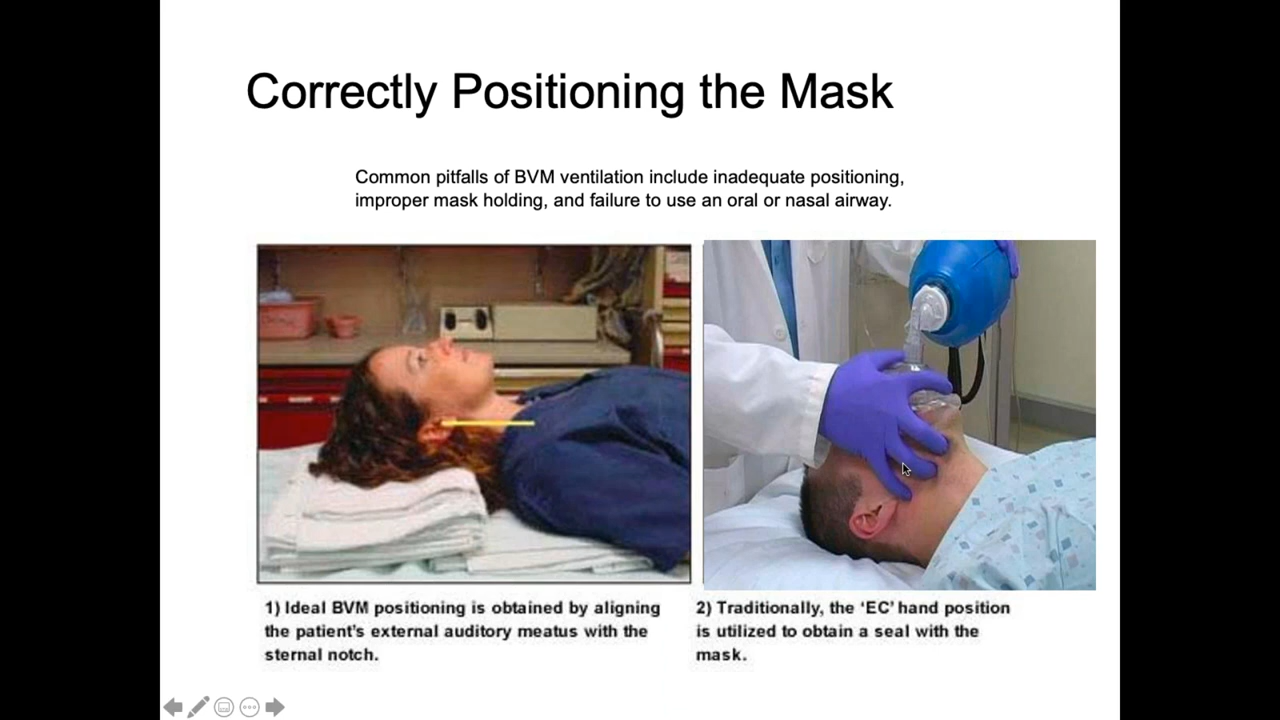 Correctly Positioning the Mask
Common pitfalls of BVM ventilation include inadequate positioning,
improper mask holding, and failure to use an oral or nasal airway.
1) Ideal BVM positioning is obtained by aligning
the patient's external auditory meatus with the
sternal notch.
2) Traditionally, the ‘EC’ hand position
is utilized to obtain a seal with the
mask.